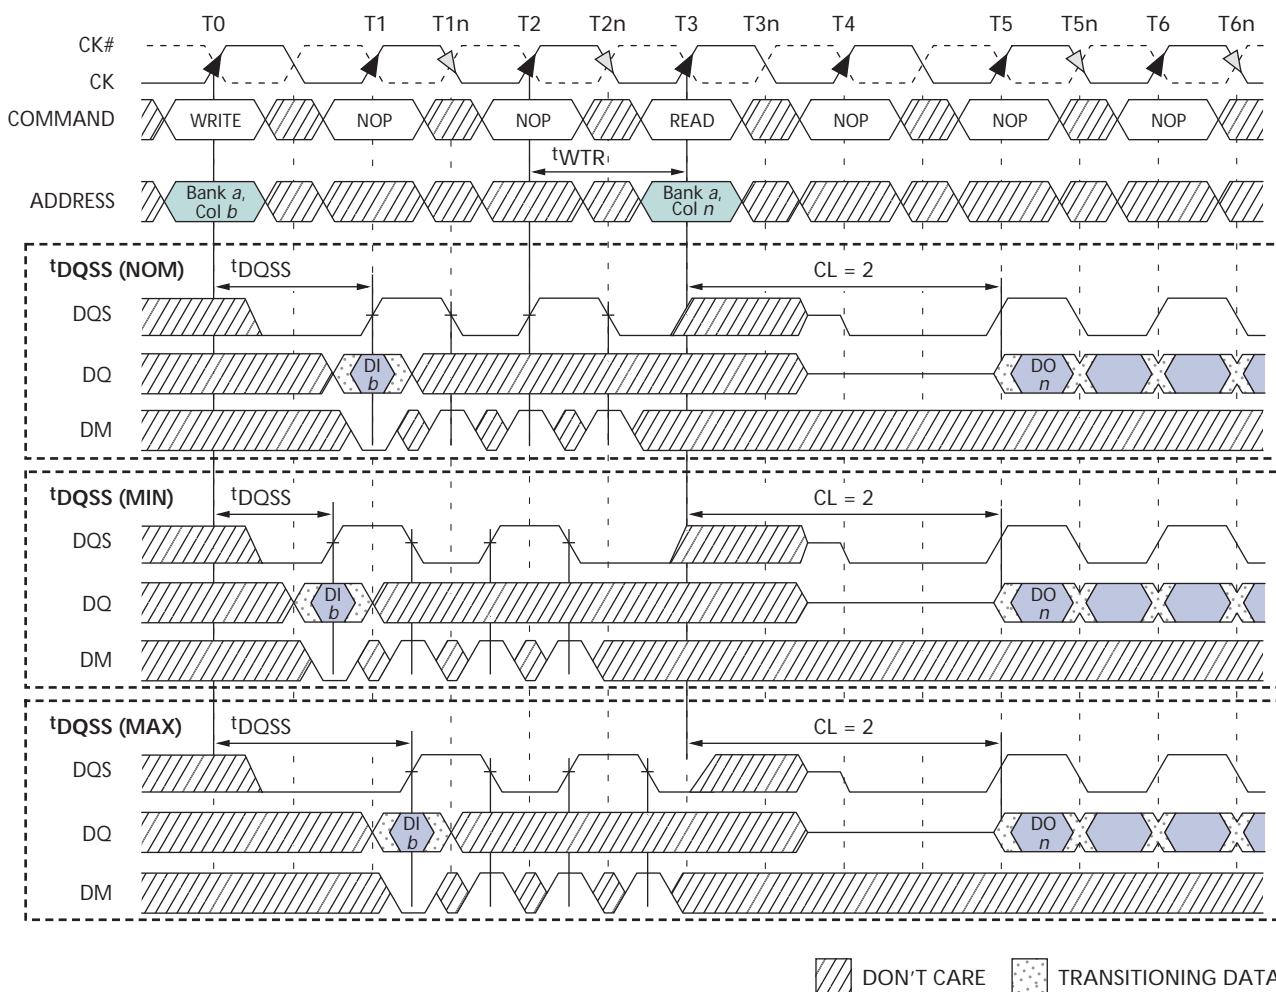 T0 T1 T1n T2 T2n T3 T3n T4 T5 T5n T6 T6n
CK#
CK
COMMAND WRITE NOP NOP READ NOP NOP NOP
tWTR
ADDRESS Bank a, Col b Bank a, Col n
tDQSS (NOM) tDQSS CL = 2
DQS
DQ DI b DO n
DM
tDQSS (MIN) tDQSS CL = 2
DQS
DQ DI b DO n
DM
tDQSS (MAX) tDQSS CL = 2
DQS
DQ DI b DO n
DM
DON'T CARE TRANSITIONING DATA